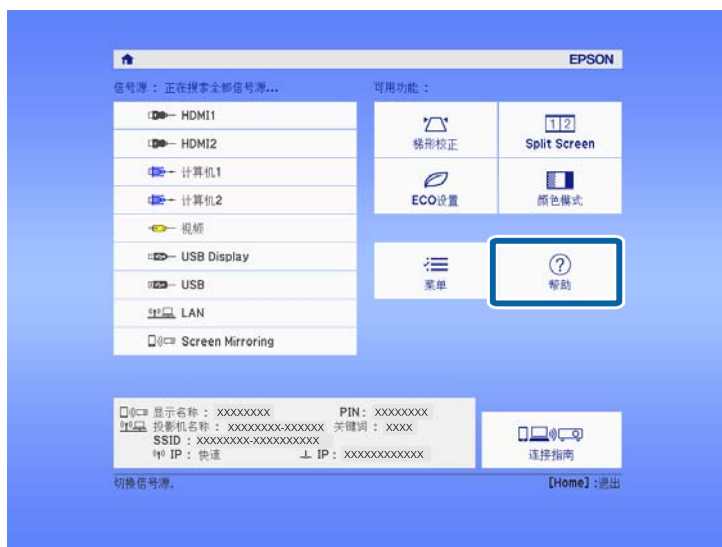 EPSON
信号源 : 正在搜索全部信号源...
可用功能 :
HDMI1
HDMI2
计算机1
计算机2
视频
USB Display
USB
LAN
Screen Mirroring
梯形校正
1 2
Split Screen
ECO设置
颜色模式
菜单
?
帮助
显示名称 : XXXXXXXX PIN : XXXXXXXX
投影机名称 : XXXXXXXX-XXXXXX 关键词 : XXXX
SSID : XXXXXXXX-XXXXXXXXXX
IP : 快速 IP : XXXXXXXXXXXX
连接指南
切换信号源.
[Home] :退出